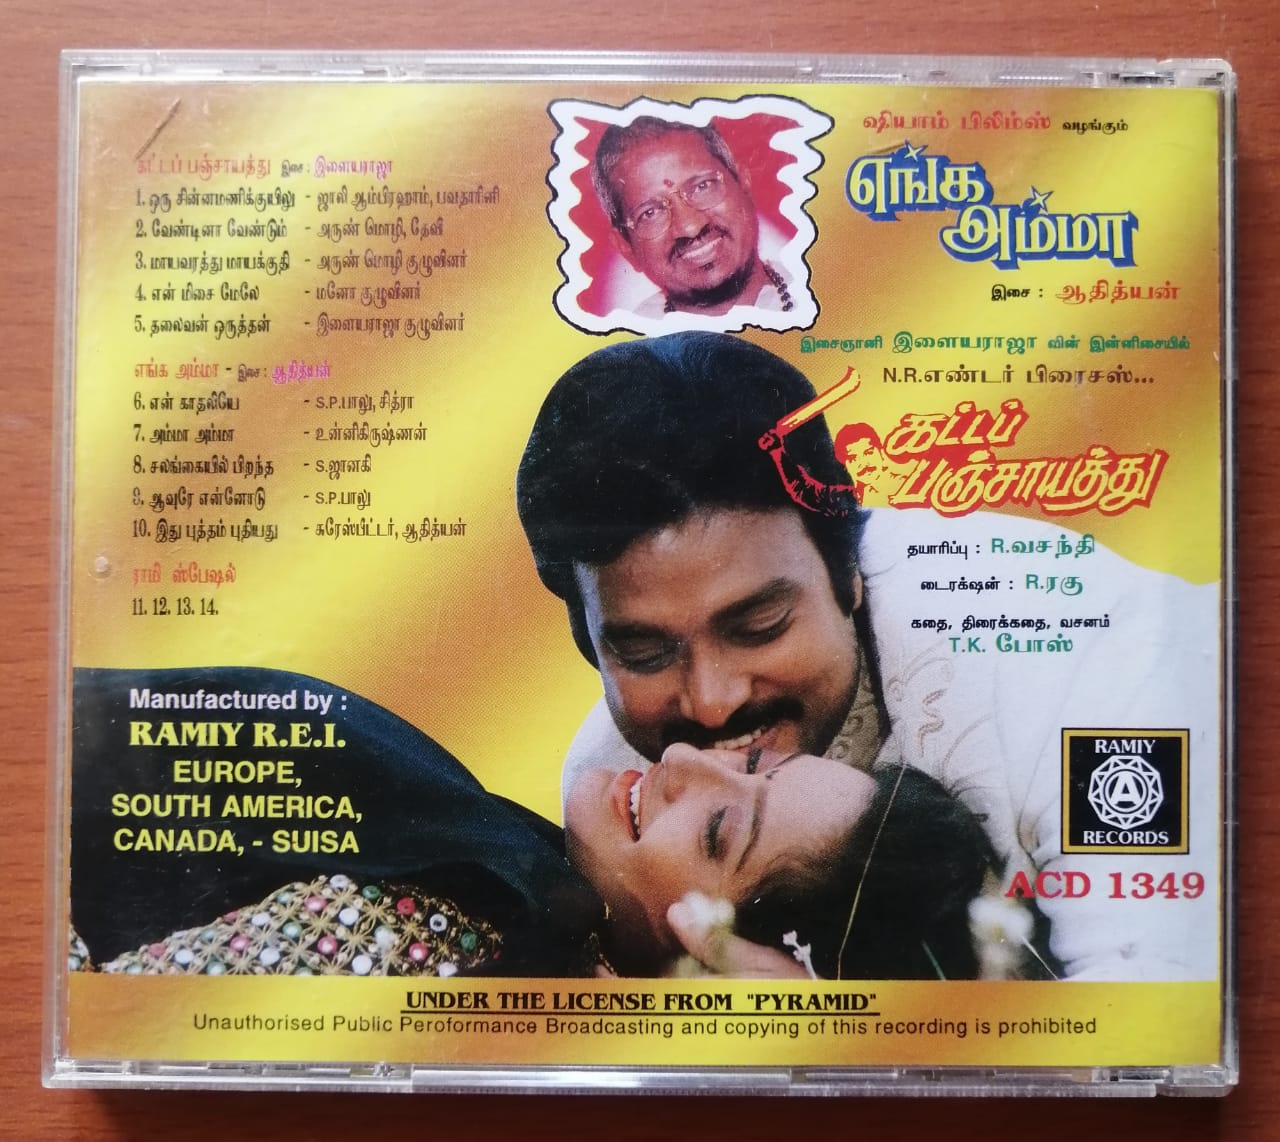 கட்டப் பஞ்சாயத்து இசை : இளையராஜா
1. ஒரு சின்னமணிக்குயிலு - ஜாலி ஆம்பிரஹாம், பவதாரினி
2. வேண்டினா வேண்டும் - அருண் மொழி, தேவி
3. மாயவரத்து மாயக்குதி - அருண் மொழி குழுவினர்
4. என் மிசை மேலே - மனோ குழுவினர்
5. தலைவன் ஒருத்தன் - இளையராஜா குழுவினர்
எங்க அம்மா - இசை : ஆதித்யன்
6. என் காதலியே - S.P.பாலு, சித்ரா
7. அம்மா அம்மா - உன்னிகிருஷ்ணன்
8. சலங்கையில் பிறந்த - S.ஜானகி
9. ஆவுரே என்னோடு - S.P.பாலு
10. இது புத்தம் புதியது - சுரேஸ்பீட்டர், ஆதித்யன்
ராமி ஸ்பேஷல்
11. 12. 13. 14.
Manufactured by :
RAMIY R.E.I.
EUROPE,
SOUTH AMERICA,
CANADA, - SUISA
ஷியாம் பிலிம்ஸ் வழங்கும்
எங்க
அம்மா
இசை : ஆதித்யன்
இசைஞானி இளையராஜா வின் இன்னிசையில்
N.R.எண்டர் பிரைசஸ்...
கட்டப்
பஞ்சாயத்து
தயாரிப்பு : R.வசந்தி
டைரக்ஷன் : R.ரகு
கதை, திரைக்கதை, வசனம்
T.K. போஸ்
RAMIY
A
RECORDS
ACD 1349
UNDER THE LICENSE FROM "PYRAMID"
Unauthorised Public Peroformance Broadcasting and copying of this recording is prohibited